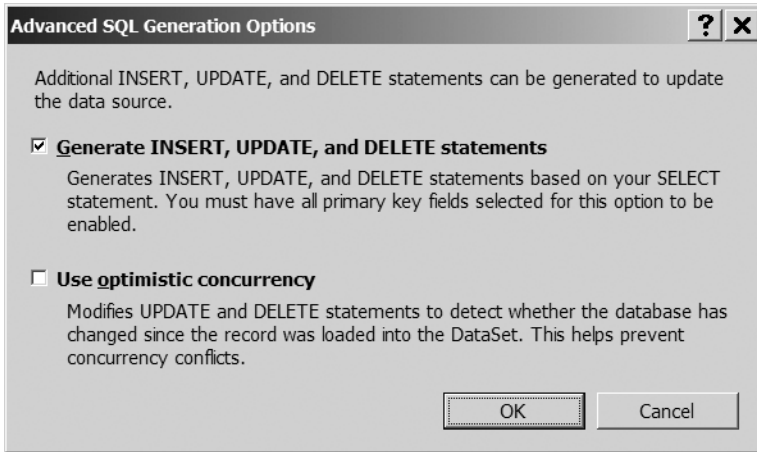 Advanced SQL Generation Options
? X
Additional INSERT, UPDATE, and DELETE statements can be generated to update
the data source.
Generate INSERT, UPDATE, and DELETE statements
Generates INSERT, UPDATE, and DELETE statements based on your SELECT
statement. You must have all primary key fields selected for this option to be
enabled.
Use optimistic concurrency
Modifies UPDATE and DELETE statements to detect whether the database has
changed since the record was loaded into the DataSet. This helps prevent
concurrency conflicts.
OK Cancel